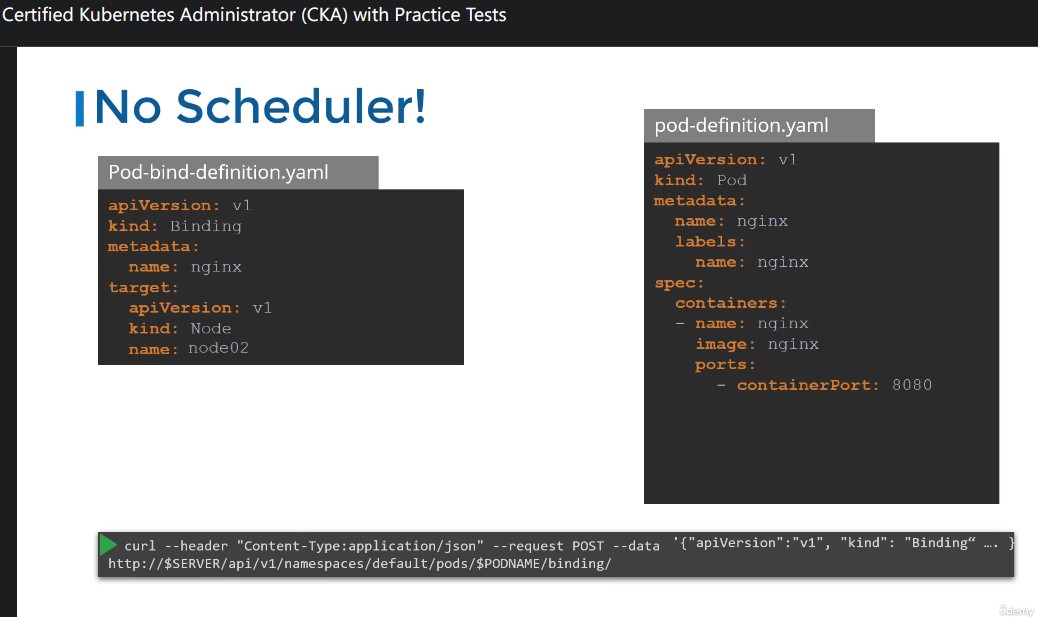 Certified Kubernetes Administrator (CKA) with Practice Tests
No Scheduler!
Pod-bind-definition.yaml
apiVersion: v1
kind: Binding
metadata:
  name: nginx
target:
  apiVersion: v1
  kind: Node
  name: node02
pod-definition.yaml
apiVersion: v1
kind: Pod
metadata:
  name: nginx
  labels:
    name: nginx
spec:
  containers:
  - name: nginx
    image: nginx
    ports:
      - containerPort: 8080
curl --header "Content-Type:application/json" --request POST --data '{"apiVersion":"v1", "kind": "Binding“ …. }
http://$SERVER/api/v1/namespaces/default/pods/$PODNAME/binding/
ûdemy